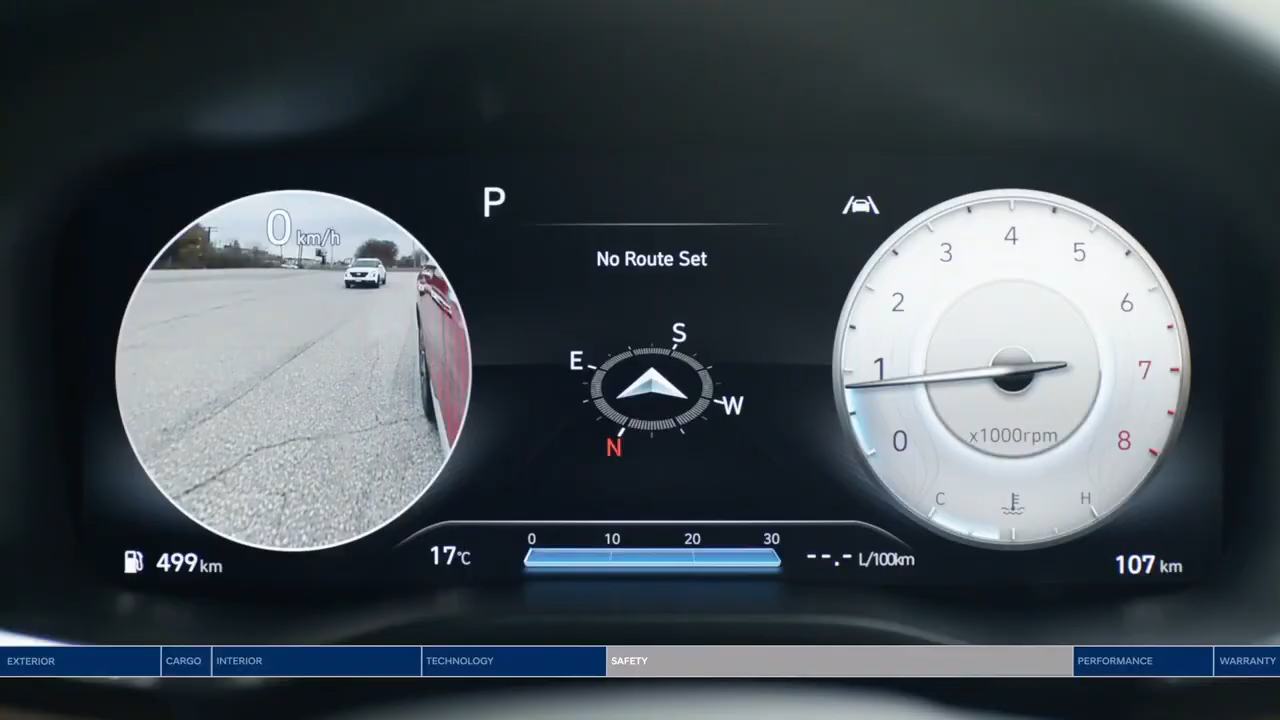 0 km/h
P
No Route Set
S
E
W
N
0 10 20 30
17°C
--.- L/100km
499 km
4
3 5
2 6
1 7
0 8
x1000rpm
C H
107 km
EXTERIOR CARGO INTERIOR TECHNOLOGY SAFETY PERFORMANCE WARRANTY